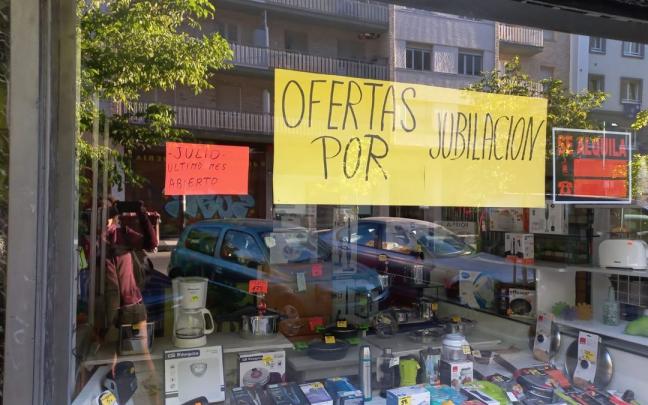 OFERTAS
POR
JUBILACION
-JULIO-
ULTIMO MES
ABIERTO
SE ALQUILA